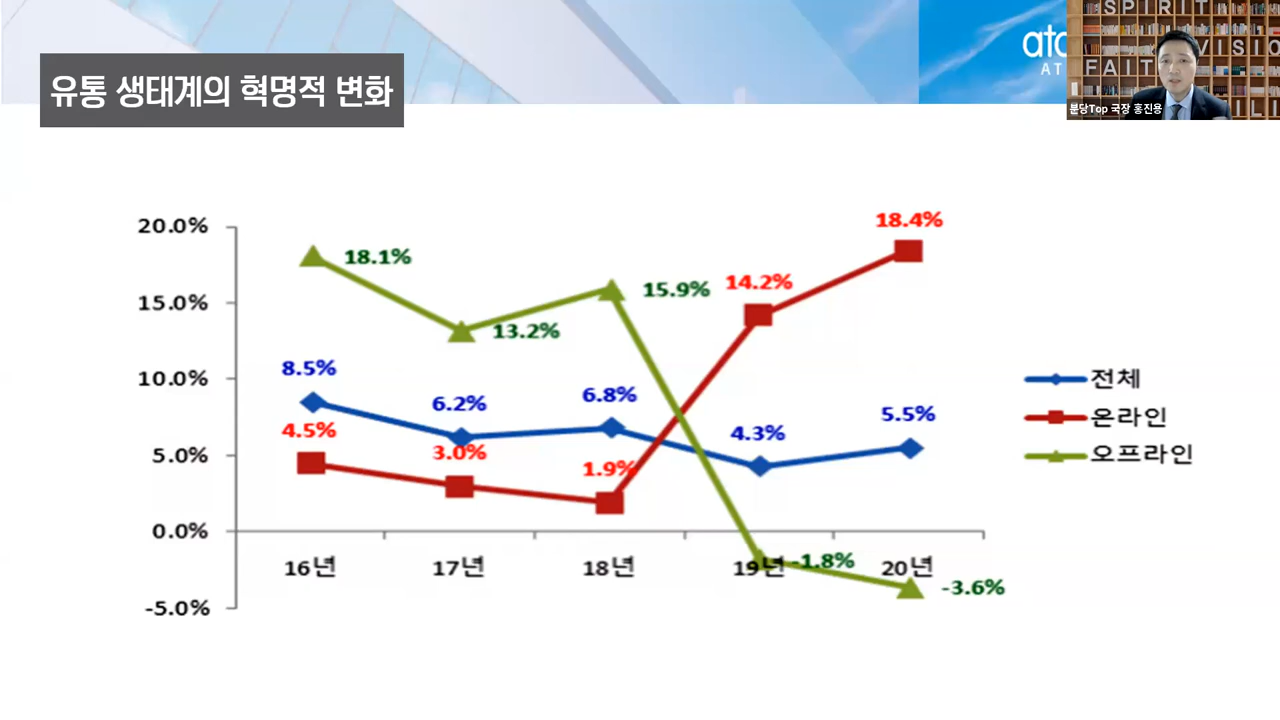 유통 생태계의 혁명적 변화
SPIRIT
VISIO
FAIT
분당Top 국장 홍진용
20.0%
15.0%
10.0%
5.0%
0.0%
-5.0%
18.1%
13.2%
15.9%
-1.8%
-3.6%
8.5%
6.2%
6.8%
4.3%
5.5%
4.5%
3.0%
1.9%
14.2%
18.4%
16년 17년 18년 19년 20년
전체
온라인
오프라인